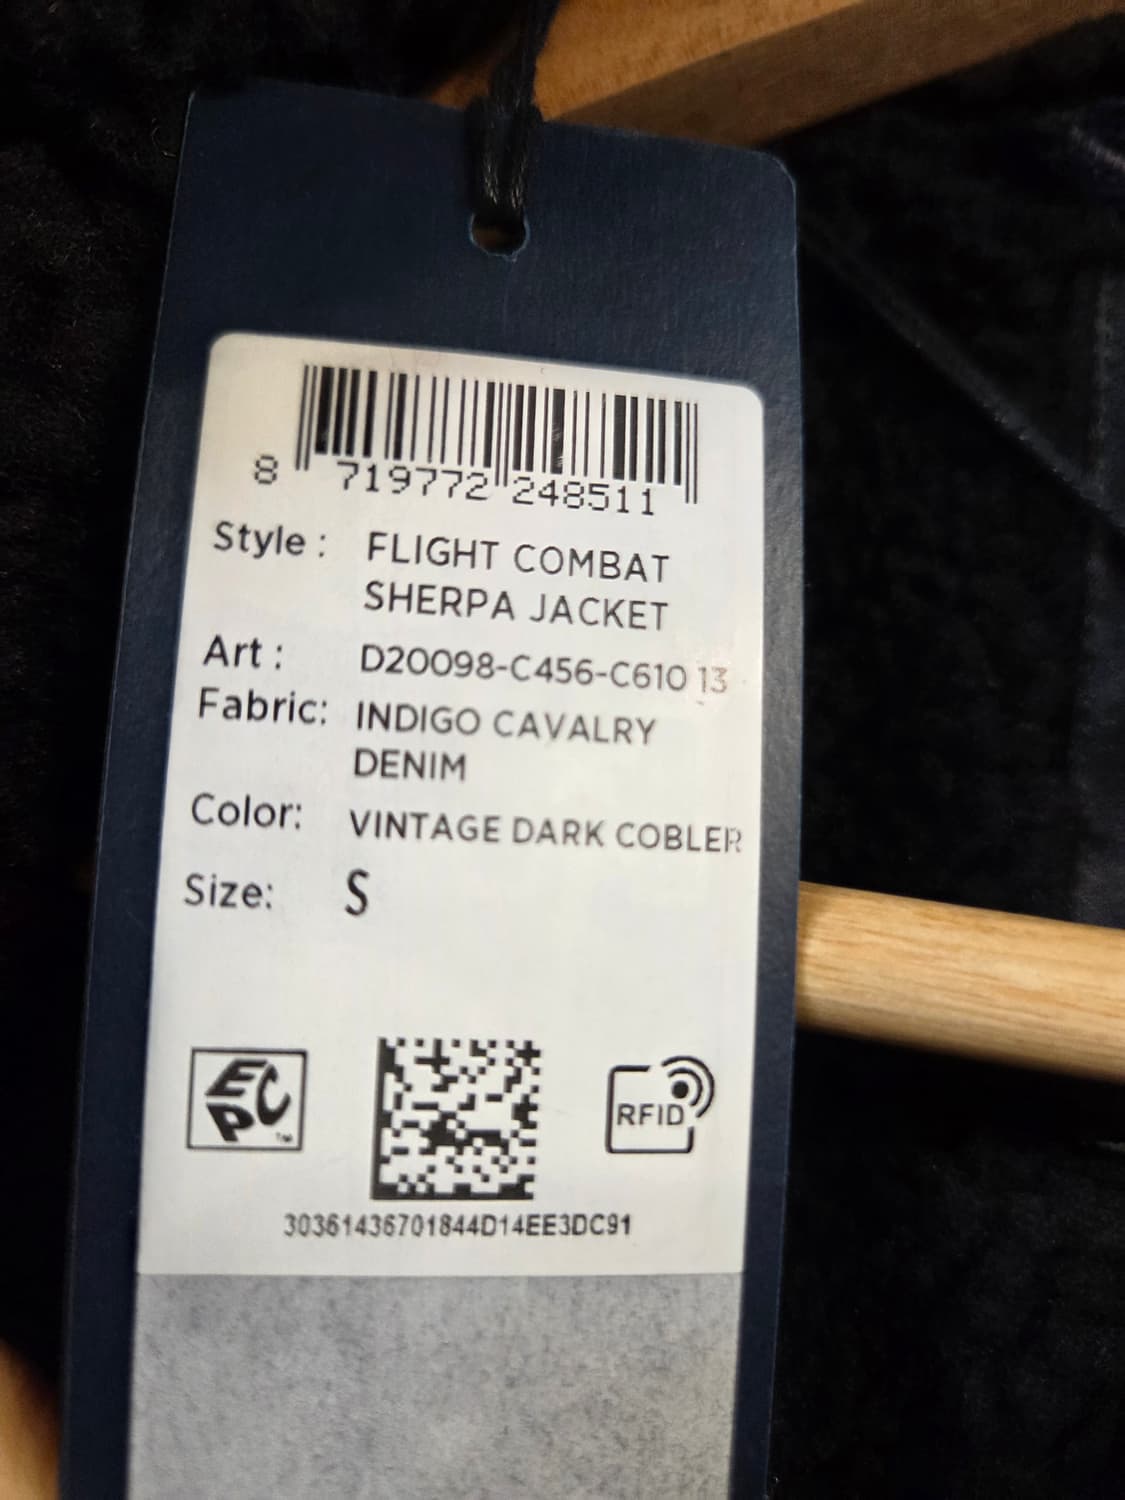 8 719772 248511
Style : FLIGHT COMBAT
SHERPA JACKET
Art : D20098-C456-C610 13
Fabric: INDIGO CAVALRY
DENIM
Color: VINTAGE DARK COBLER
Size: S
EPC TM
RFID
30361436701844D14EE3DC91